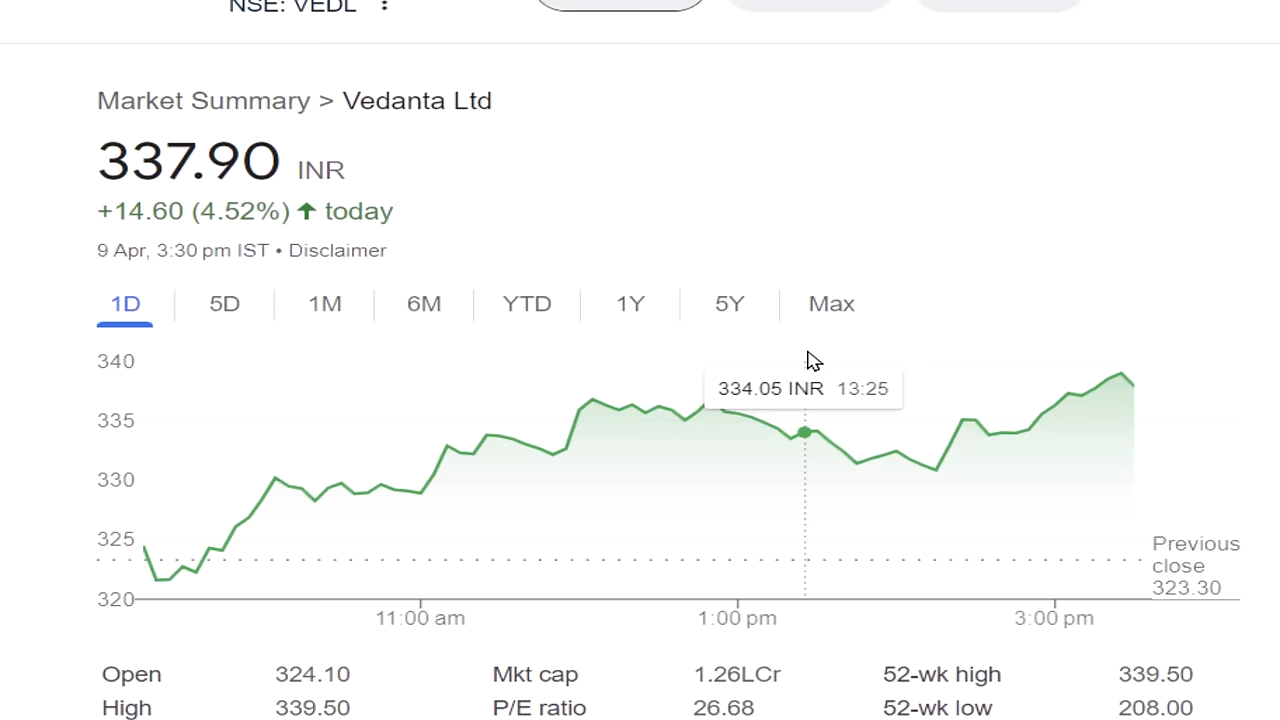 NSE: VEDL
Market Summary > Vedanta Ltd
337.90 INR
+14.60 (4.52%) ↑ today
9 Apr, 3:30 pm IST • Disclaimer
1D 5D 1M 6M YTD 1Y 5Y Max
340
334.05 INR 13:25
335
330
325
Previous
close
323.30
320
11:00 am 1:00 pm 3:00 pm
Open 324.10 Mkt cap 1.26LCr 52-wk high 339.50
High 339.50 P/E ratio 26.68 52-wk low 208.00